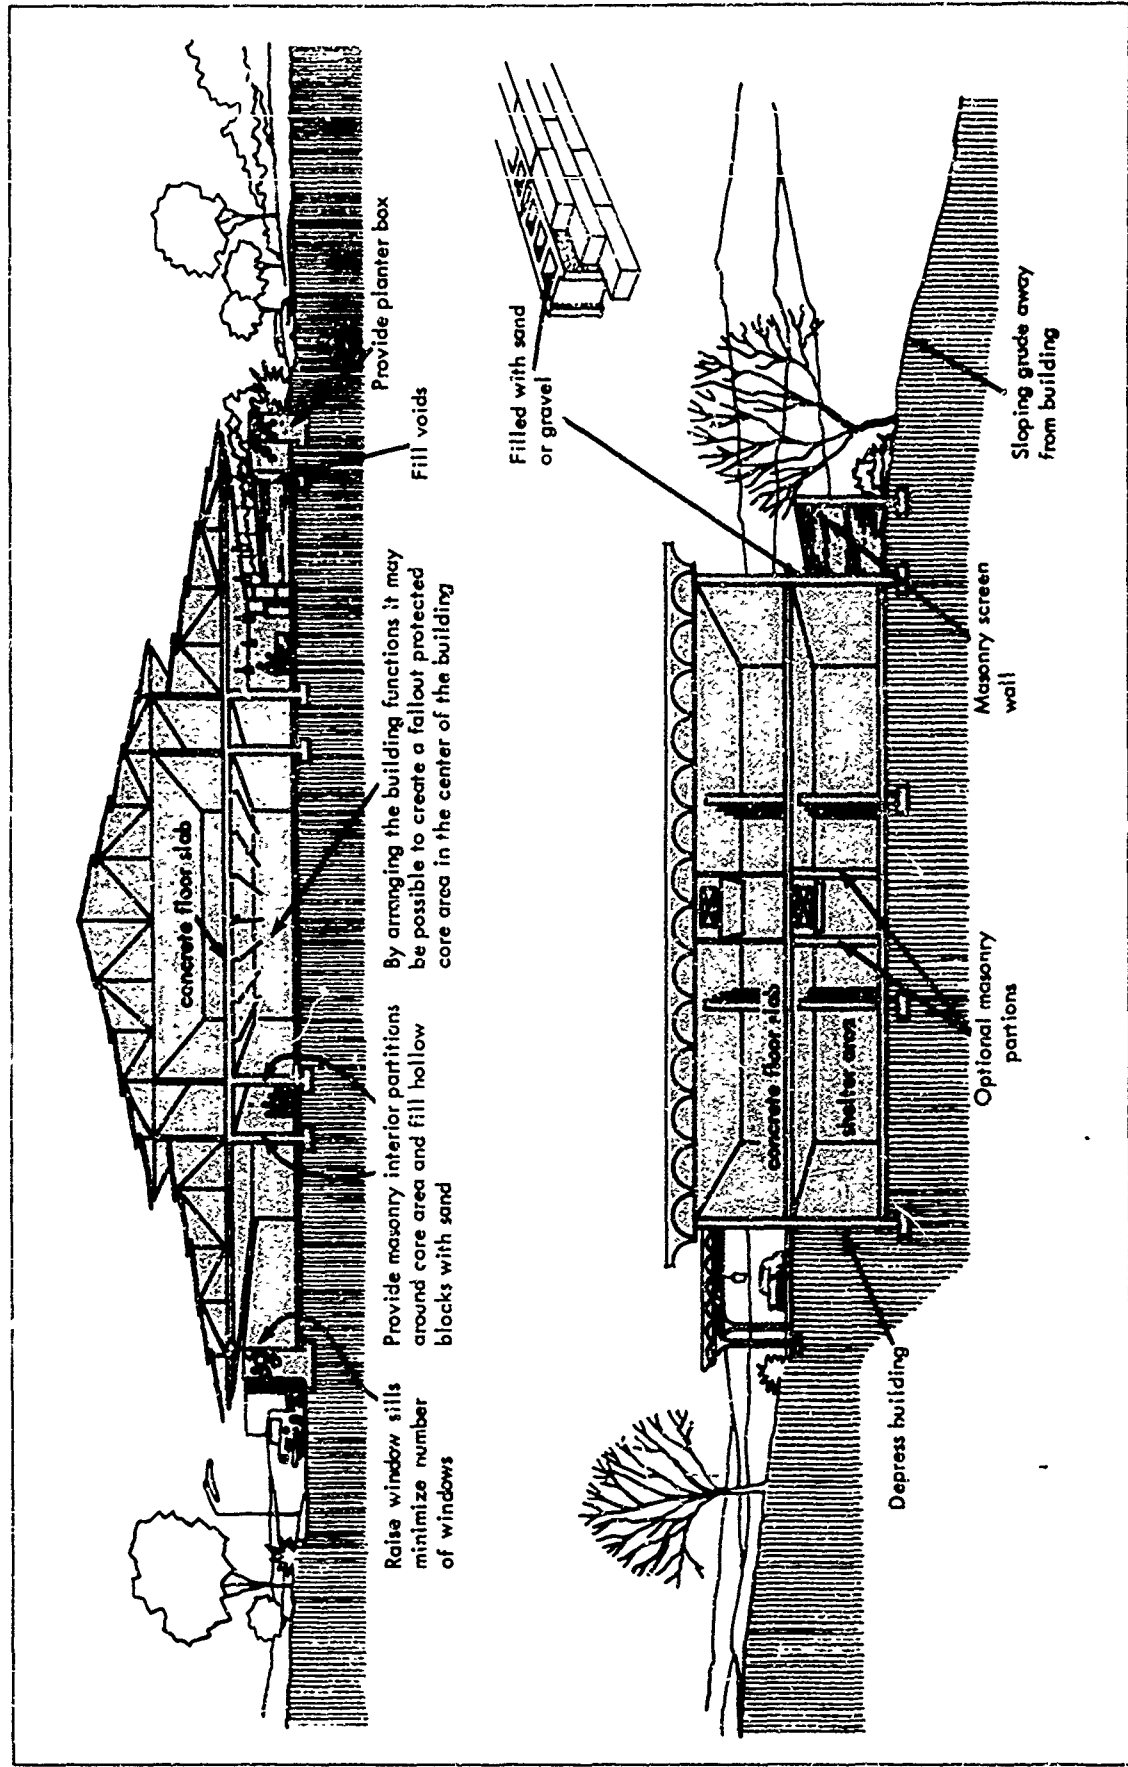 concrete floor slab
Raise window sills
minimize number
of windows
Provide masonry interior partitions
around core area and fill hollow
blocks with sand
By arranging the building functions it may
be possible to create a fallout protected
core area in the center of the building
Fill voids
Provide planter box
Filled with sand
or gravel
concrete floor slab
shelter area
Depress building
Optional masonry
partions
Masonry screen
wall
Sloping grade away
from building